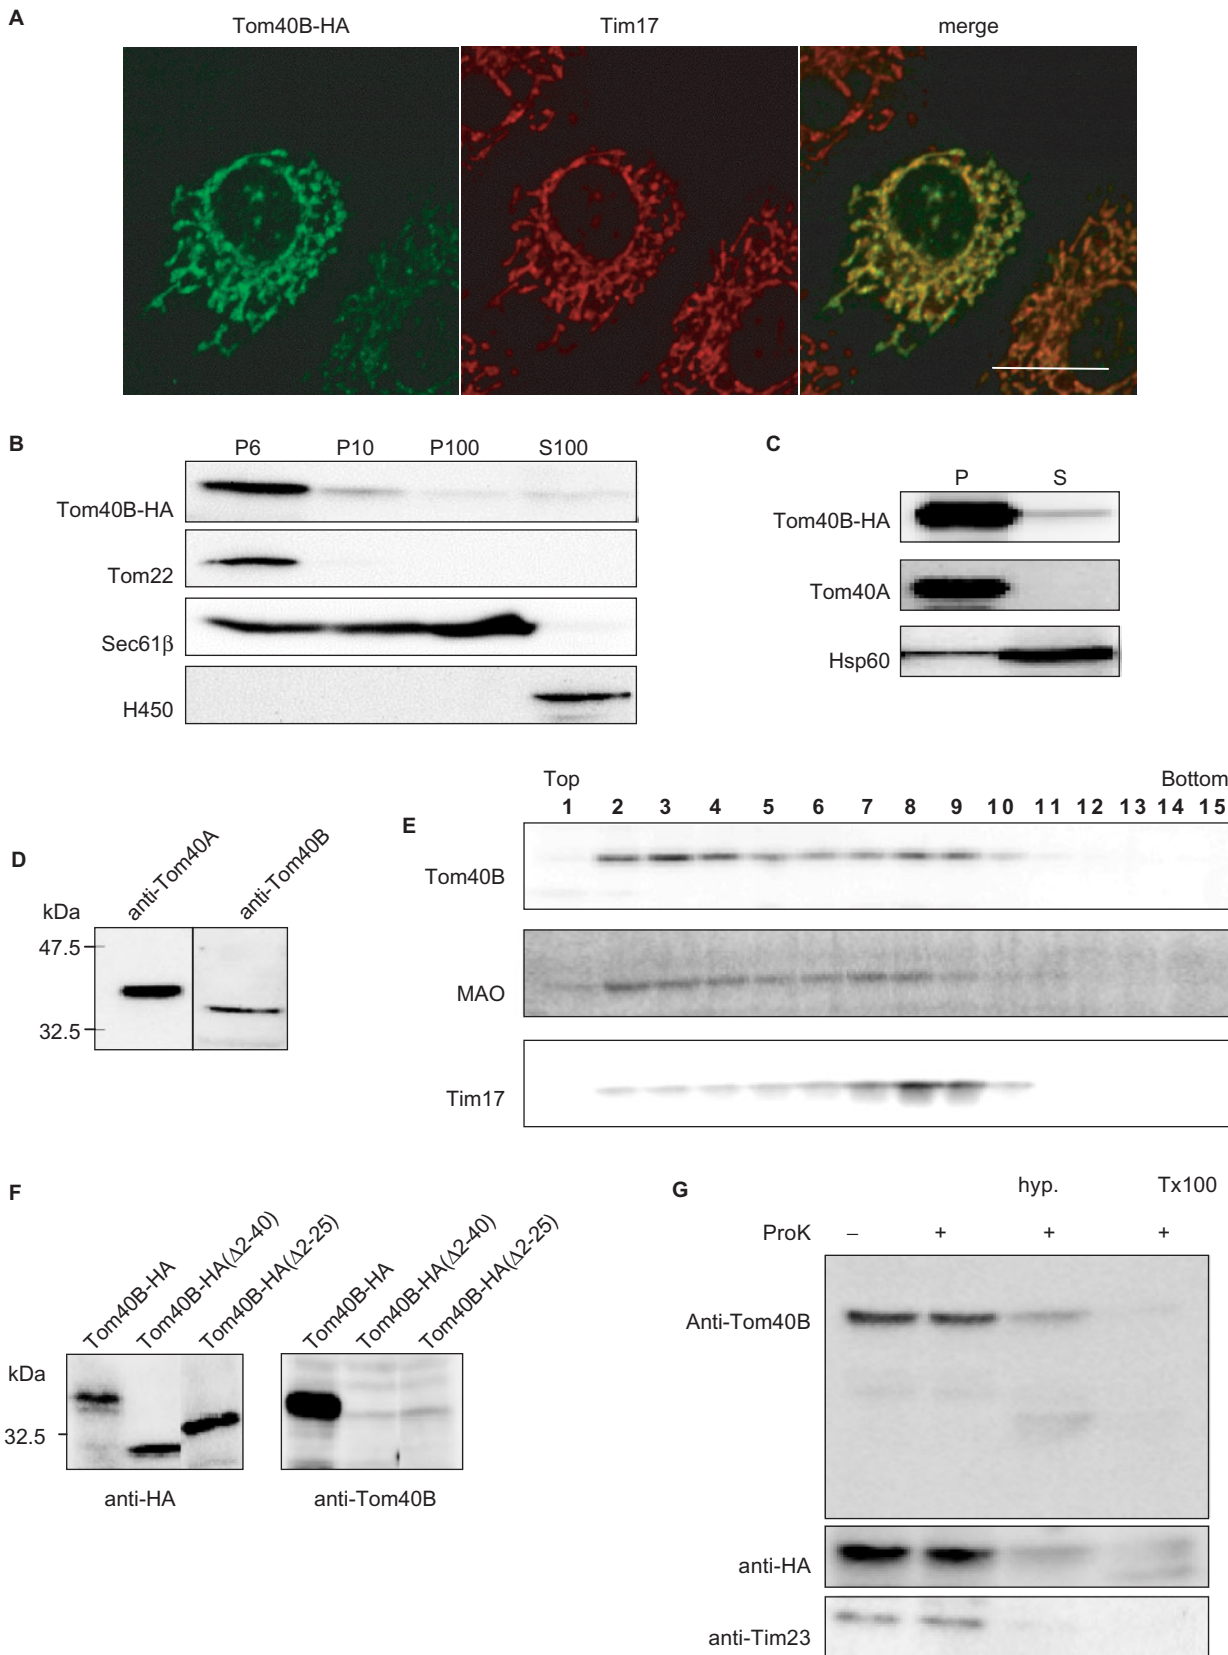 A
Tom40B-HA Tim17 merge
B
P6 P10 P100 S100
Tom40B-HA
Tom22
Sec61β
H450
C
P S
Tom40B-HA
Tom40A
Hsp60
D
anti-Tom40A anti-Tom40B
kDa
47.5
32.5
E
Top Bottom
1 2 3 4 5 6 7 8 9 10 11 12 13 14 15
Tom40B
MAO
Tim17
F
Tom40B-HA Tom40B-HA(Δ2-40) Tom40B-HA(Δ2-25) Tom40B-HA Tom40B-HA(Δ2-40) Tom40B-HA(Δ2-25)
kDa
32.5
anti-HA anti-Tom40B
G
hyp. Tx100
ProK – + + +
Anti-Tom40B
anti-HA
anti-Tim23